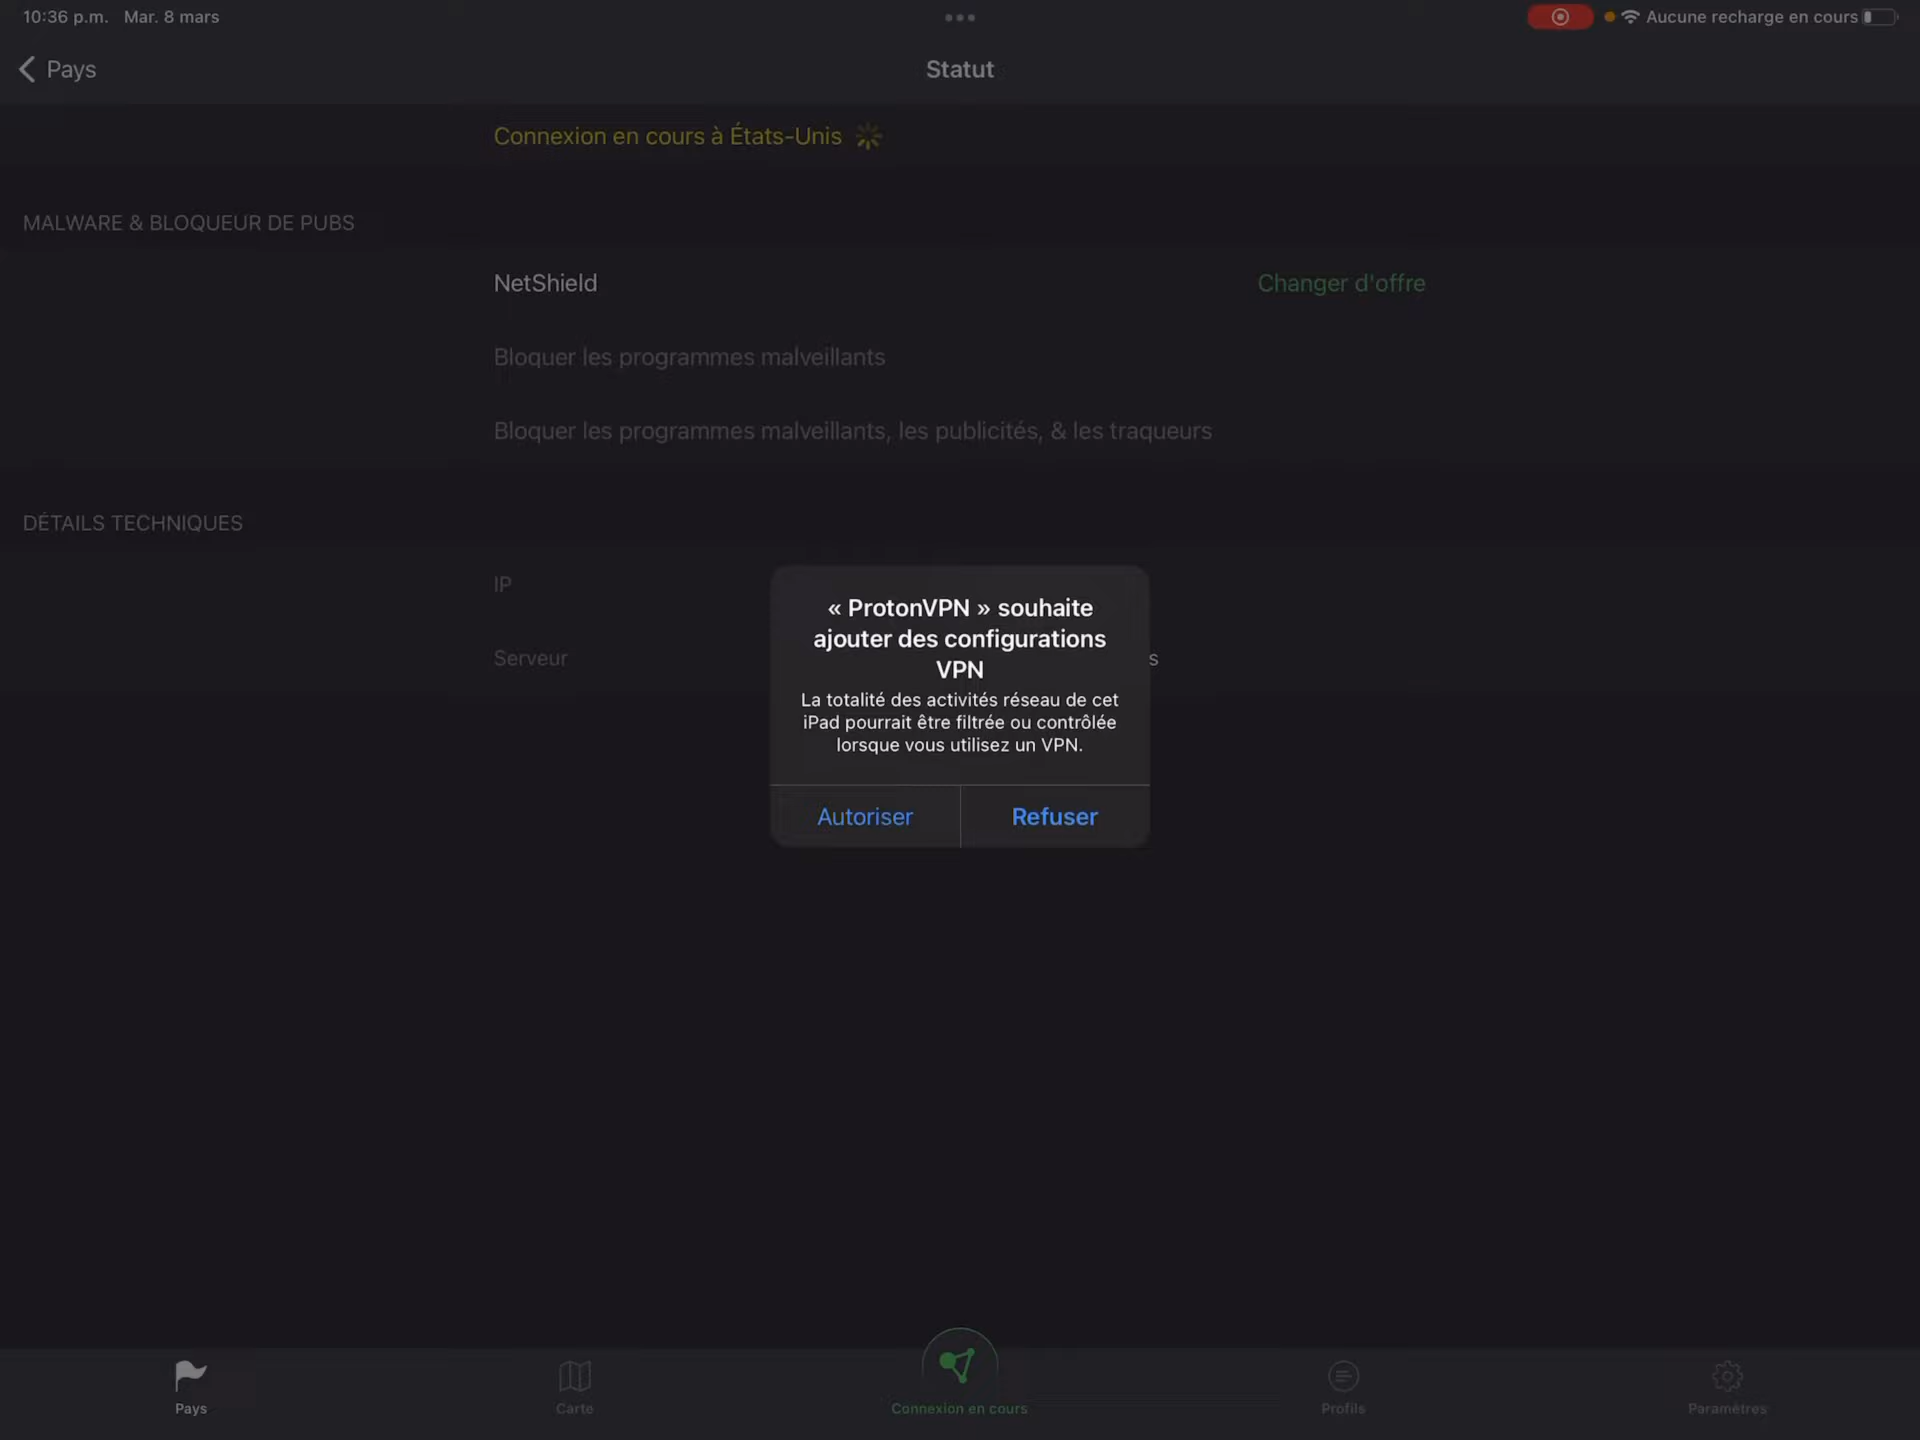 10:36 p.m. Mar. 8 mars
Aucune recharge en cours
Pays
Statut
Connexion en cours à États-Unis
MALWARE & BLOQUEUR DE PUBS
NetShield
Changer d'offre
Bloquer les programmes malveillants
Bloquer les programmes malveillants, les publicités, & les traqueurs
DÉTAILS TECHNIQUES
IP
Serveur
s
« ProtonVPN » souhaite
ajouter des configurations
VPN
La totalité des activités réseau de cet
iPad pourrait être filtrée ou contrôlée
lorsque vous utilisez un VPN.
Autoriser
Refuser
Pays
Carte
Connexion en cours
Profils
Paramètres